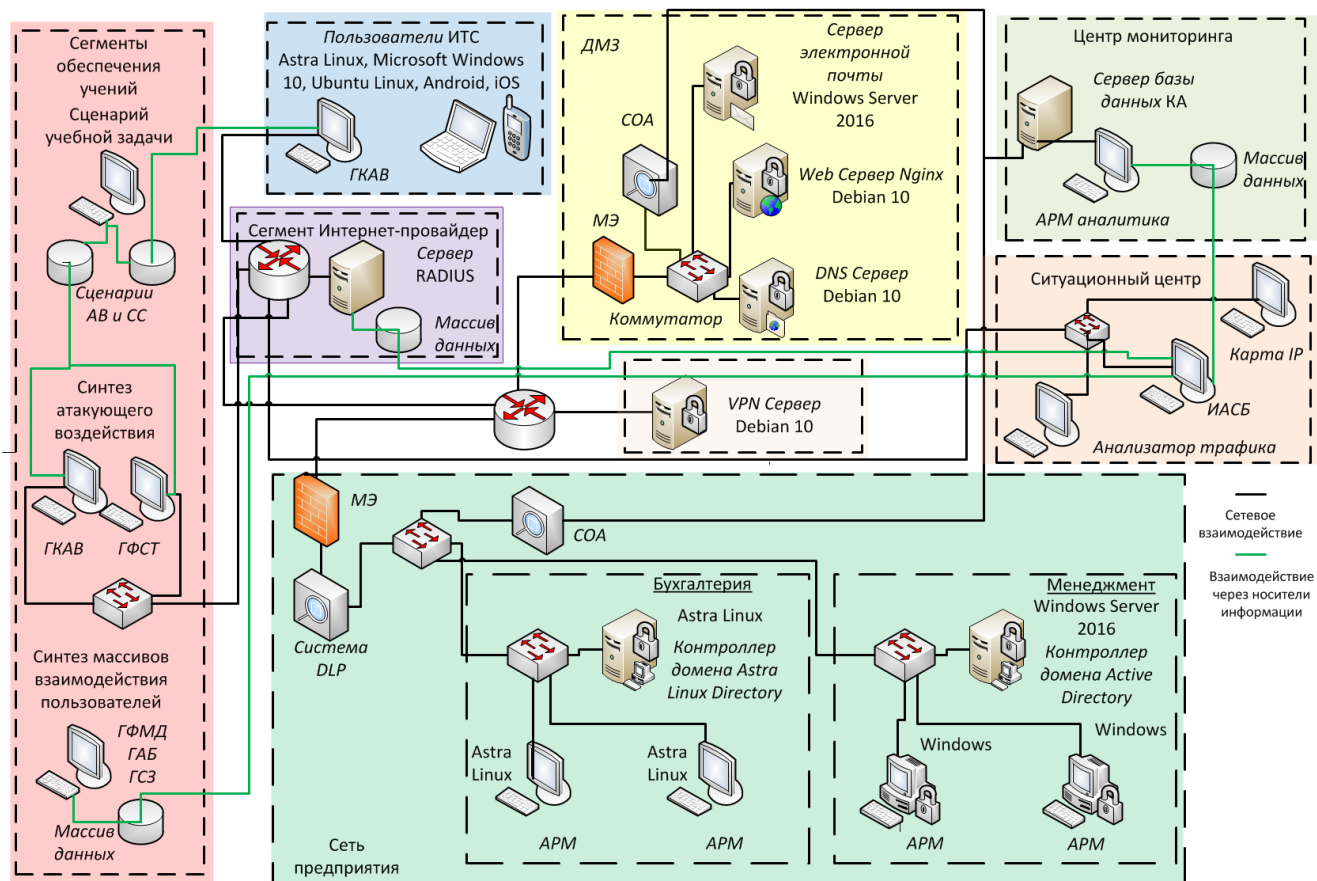 Сегменты
обеспечения
учений
Сценарий
учебной задачи
Сценарии
АВ и СС
Синтез
атакующего
воздействия
ГКАВ
ГФСТ
Синтез массивов
взаимодействия
пользователей
ГФМД
ГАБ
ГСЗ
Массив
данных
Пользователи ИТС
Astra Linux, Microsoft Windows
10, Ubuntu Linux, Android, iOS
ГКАВ
Сегмент Интернет-провайдер
Сервер
RADIUS
Массив
данных
ДМЗ
Сервер
электронной
почты
Windows Server
2016
СОА
Web Сервер Nginx
Debian 10
МЭ
DNS Сервер
Debian 10
Коммутатор
VPN Сервер
Debian 10
Центр мониторинга
Сервер базы
данных КА
Массив
данных
АРМ аналитика
Ситуационный центр
Карта IP
ИАСБ
Анализатор трафика
МЭ
СОА
Система
DLP
Бухгалтерия
Astra Linux
Контроллер
домена Astra
Linux Directory
Astra
Linux
Astra
Linux
АРМ
АРМ
Менеджмент
Windows Server
2016
Контроллер
домена Active
Directory
Windows
Windows
АРМ
АРМ
Сеть
предприятия
Сетевое
взаимодействие
Взаимодействие
через носители
информации